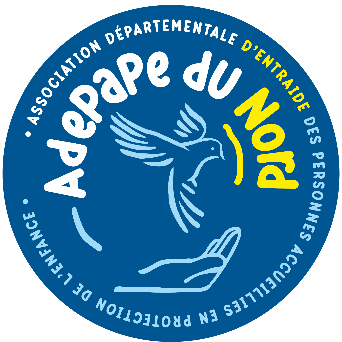 • ASSOCIATION DÉPARTEMENTALE D'ENTRAIDE DES PERSONNES ACCUEILLIES EN PROTECTION DE L'ENFANCE •
AdePaPe du Nord